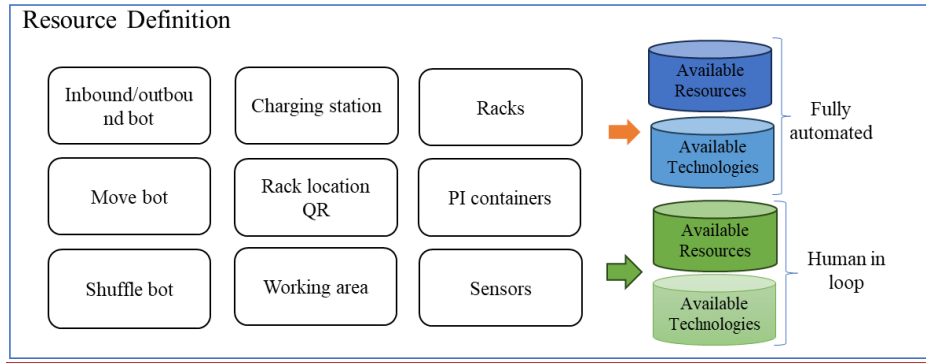 Resource Definition
Inbound/outbou
nd bot
Charging station
Racks
Move bot
Rack location
QR
PI containers
Shuffle bot
Working area
Sensors
Available
Resources
Available
Technologies
Fully
automated
Available
Resources
Available
Technologies
Human in
loop